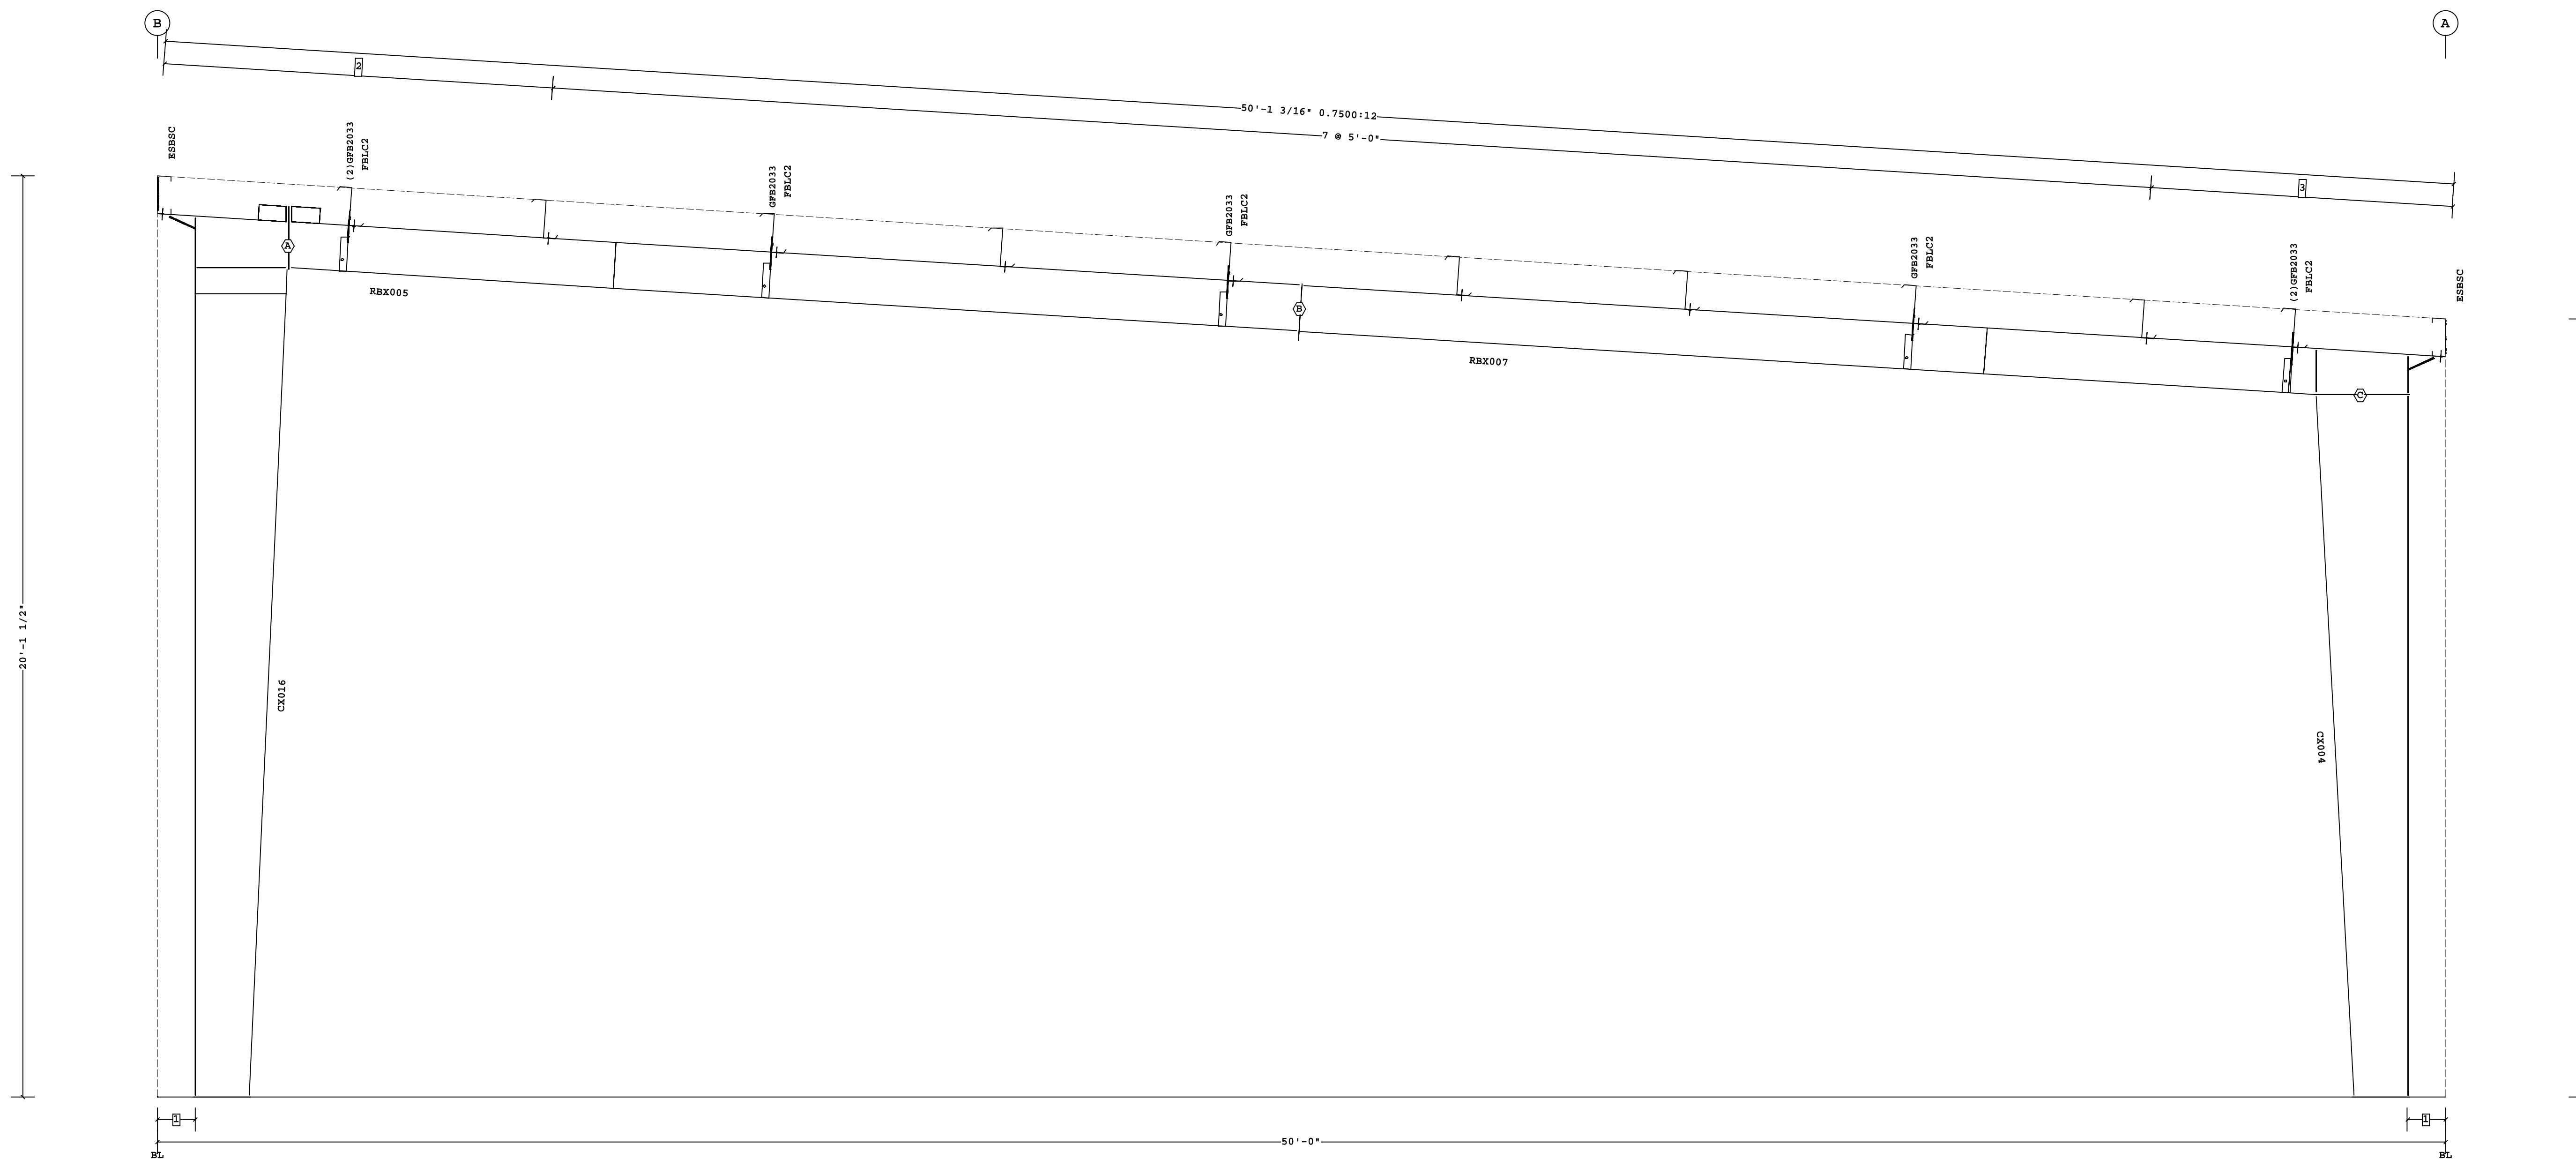 B
A
2
50'-1 3/16" 0.7500:12
7 @ 5'-0"
3
ESBSC
(2)GFB2033
FBLC2
GFB2033
FBLC2
GFB2033
FBLC2
GFB2033
FBLC2
(2)GFB2033
FBLC2
ESBSC
A
RBX005
B
RBX007
C
20'-1 1/2"
CX016
CX004
1
1
50'-0"
BL
BL